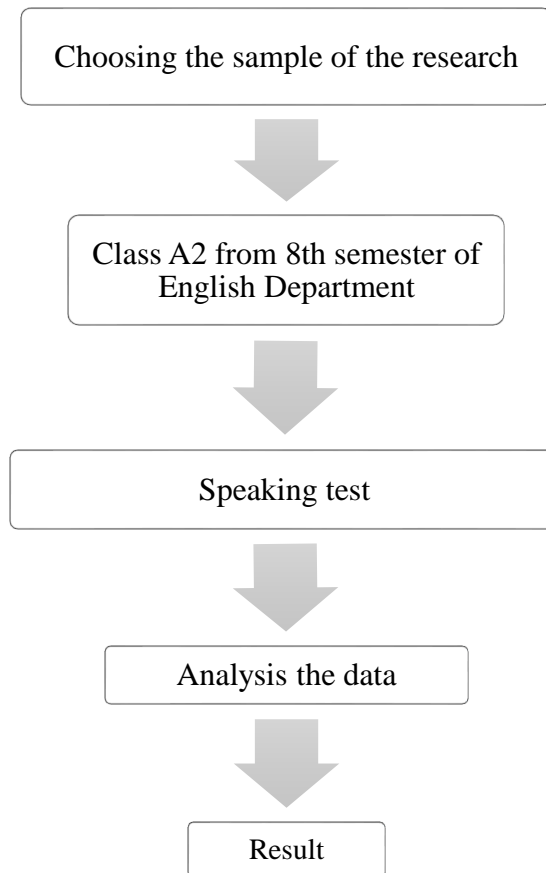 Choosing the sample of the research
Class A2 from 8th semester of
English Department
Speaking test
Analysis the data
Result